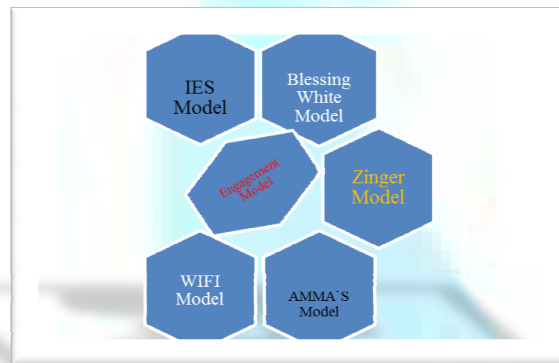 IES
Model
Blessing
White
Model
Engagement
Model
Zinger
Model
WIFI
Model
AMMA`S
Model